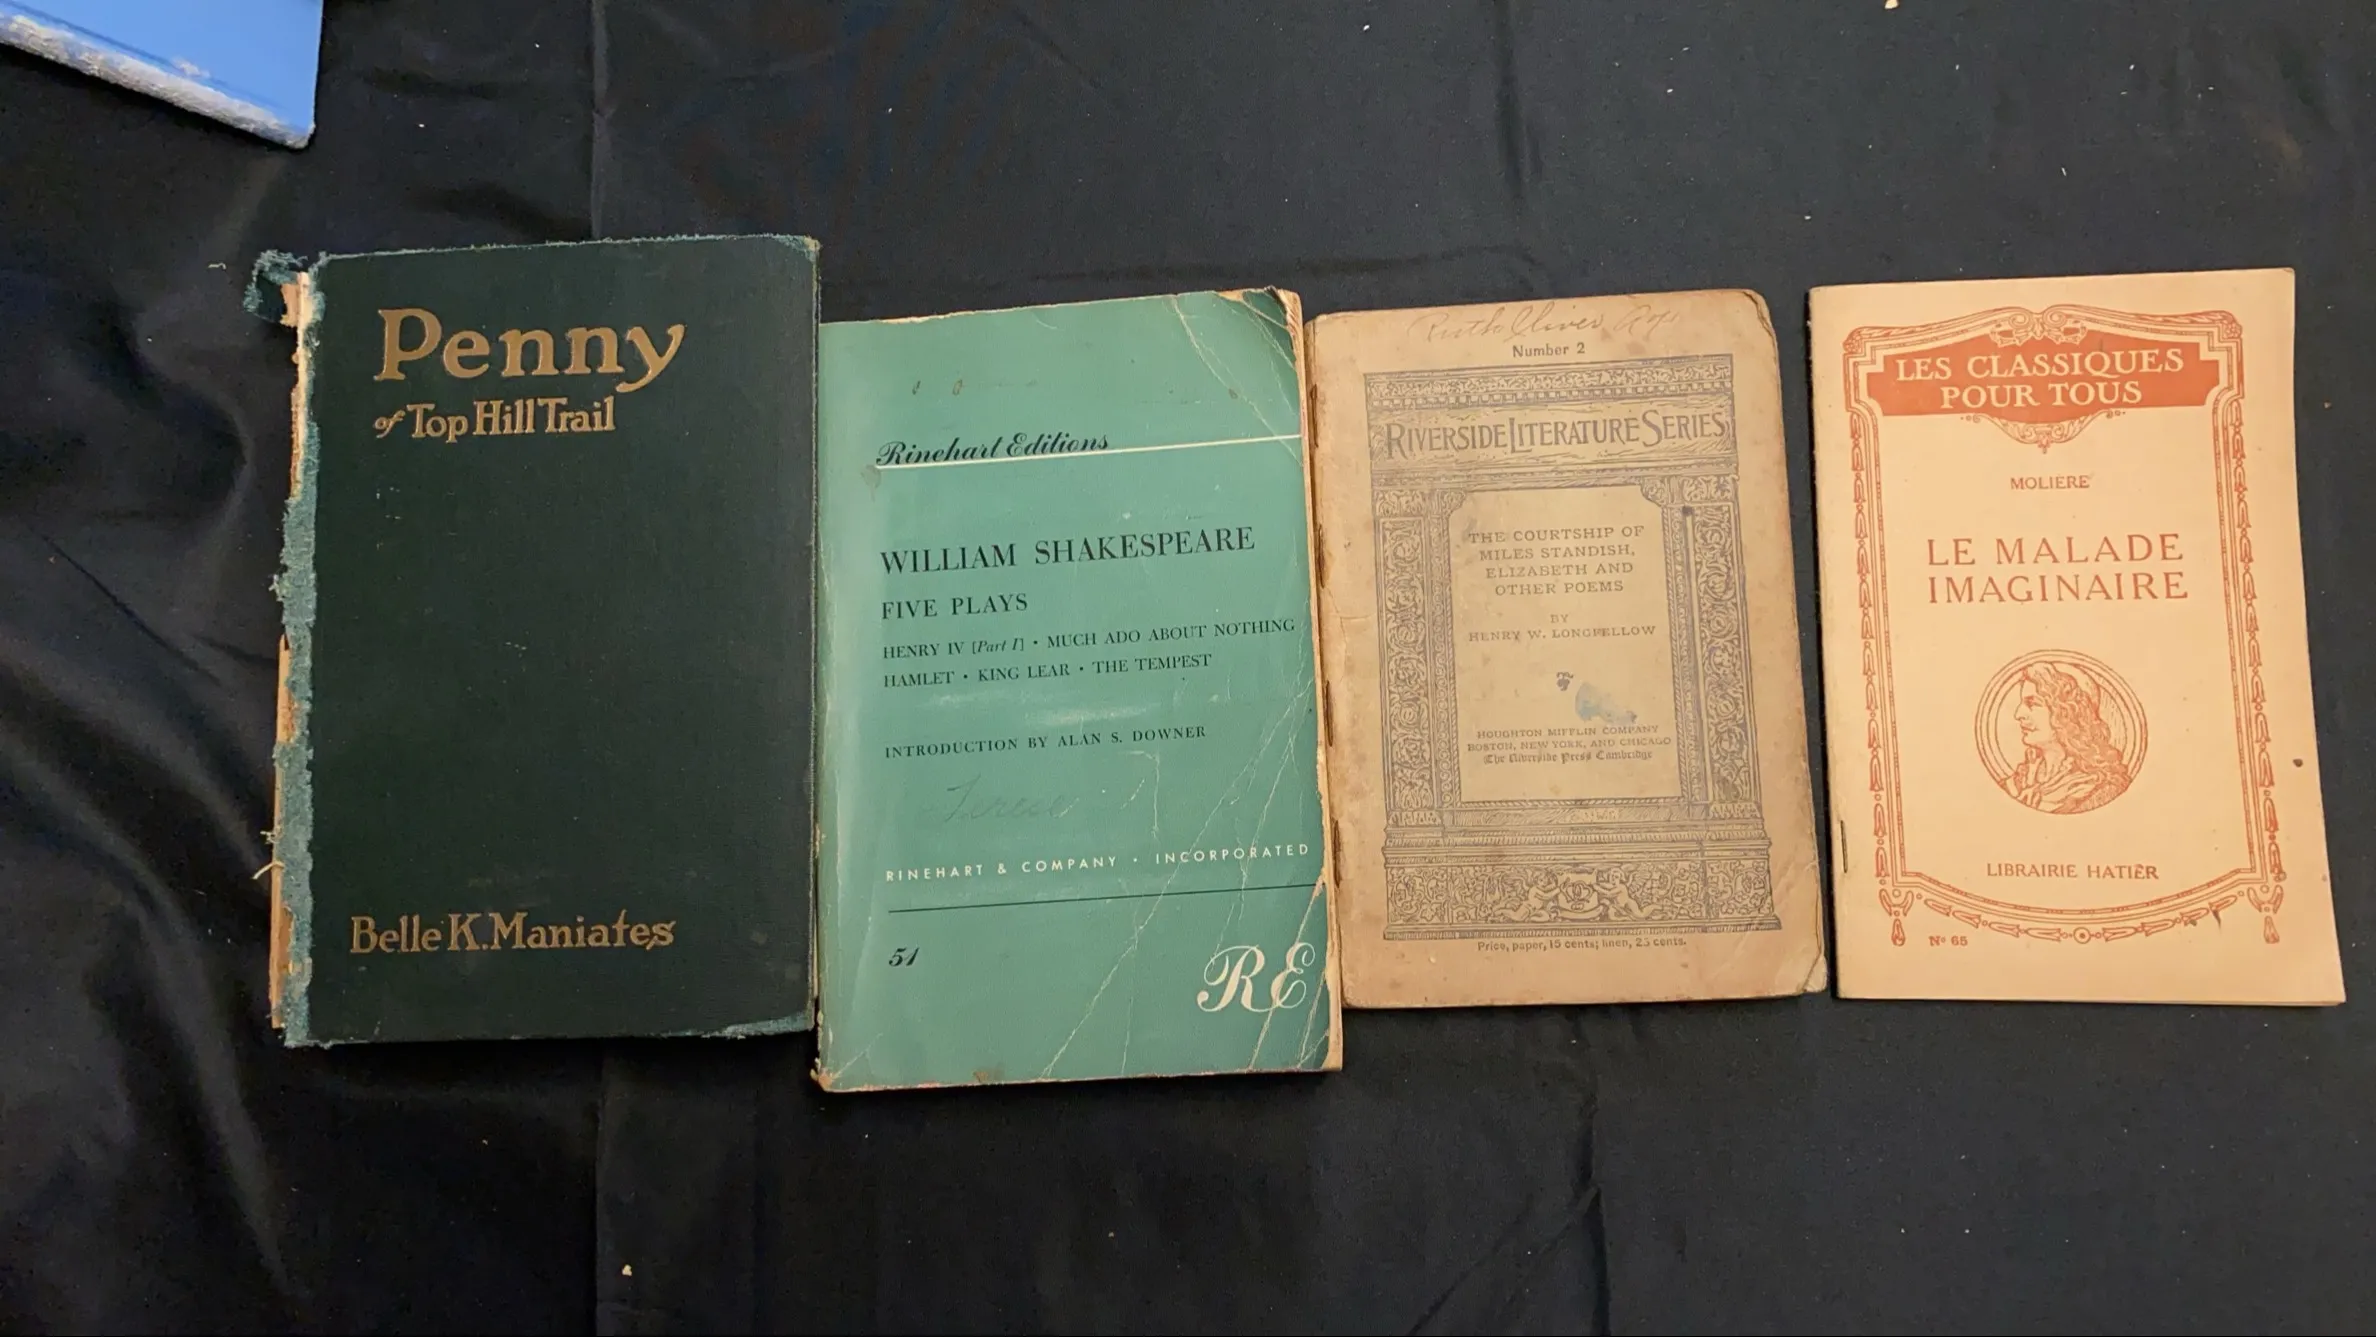 Penny
of Top Hill Trail
Belle K. Maniates
Rinehart Editions
WILLIAM SHAKESPEARE
FIVE PLAYS
HENRY IV [Part I] • MUCH ADO ABOUT NOTHING
HAMLET • KING LEAR • THE TEMPEST
INTRODUCTION BY ALAN S. DOWNER
Terese
RINEHART & COMPANY • INCORPORATED
51
RE
Ruth Oliver
Number 2
RIVERSIDE LITERATURE SERIES
THE COURTSHIP OF
MILES STANDISH,
ELIZABETH AND
OTHER POEMS
BY
HENRY W. LONGFELLOW
HOUGHTON MIFFLIN COMPANY
BOSTON, NEW YORK, AND CHICAGO
The Riverside Press Cambridge
Price, paper, 15 cents; linen, 25 cents.
LES CLASSIQUES
POUR TOUS
MOLIÈRE
LE MALADE
IMAGINAIRE
LIBRAIRIE HATIER
Nº 65